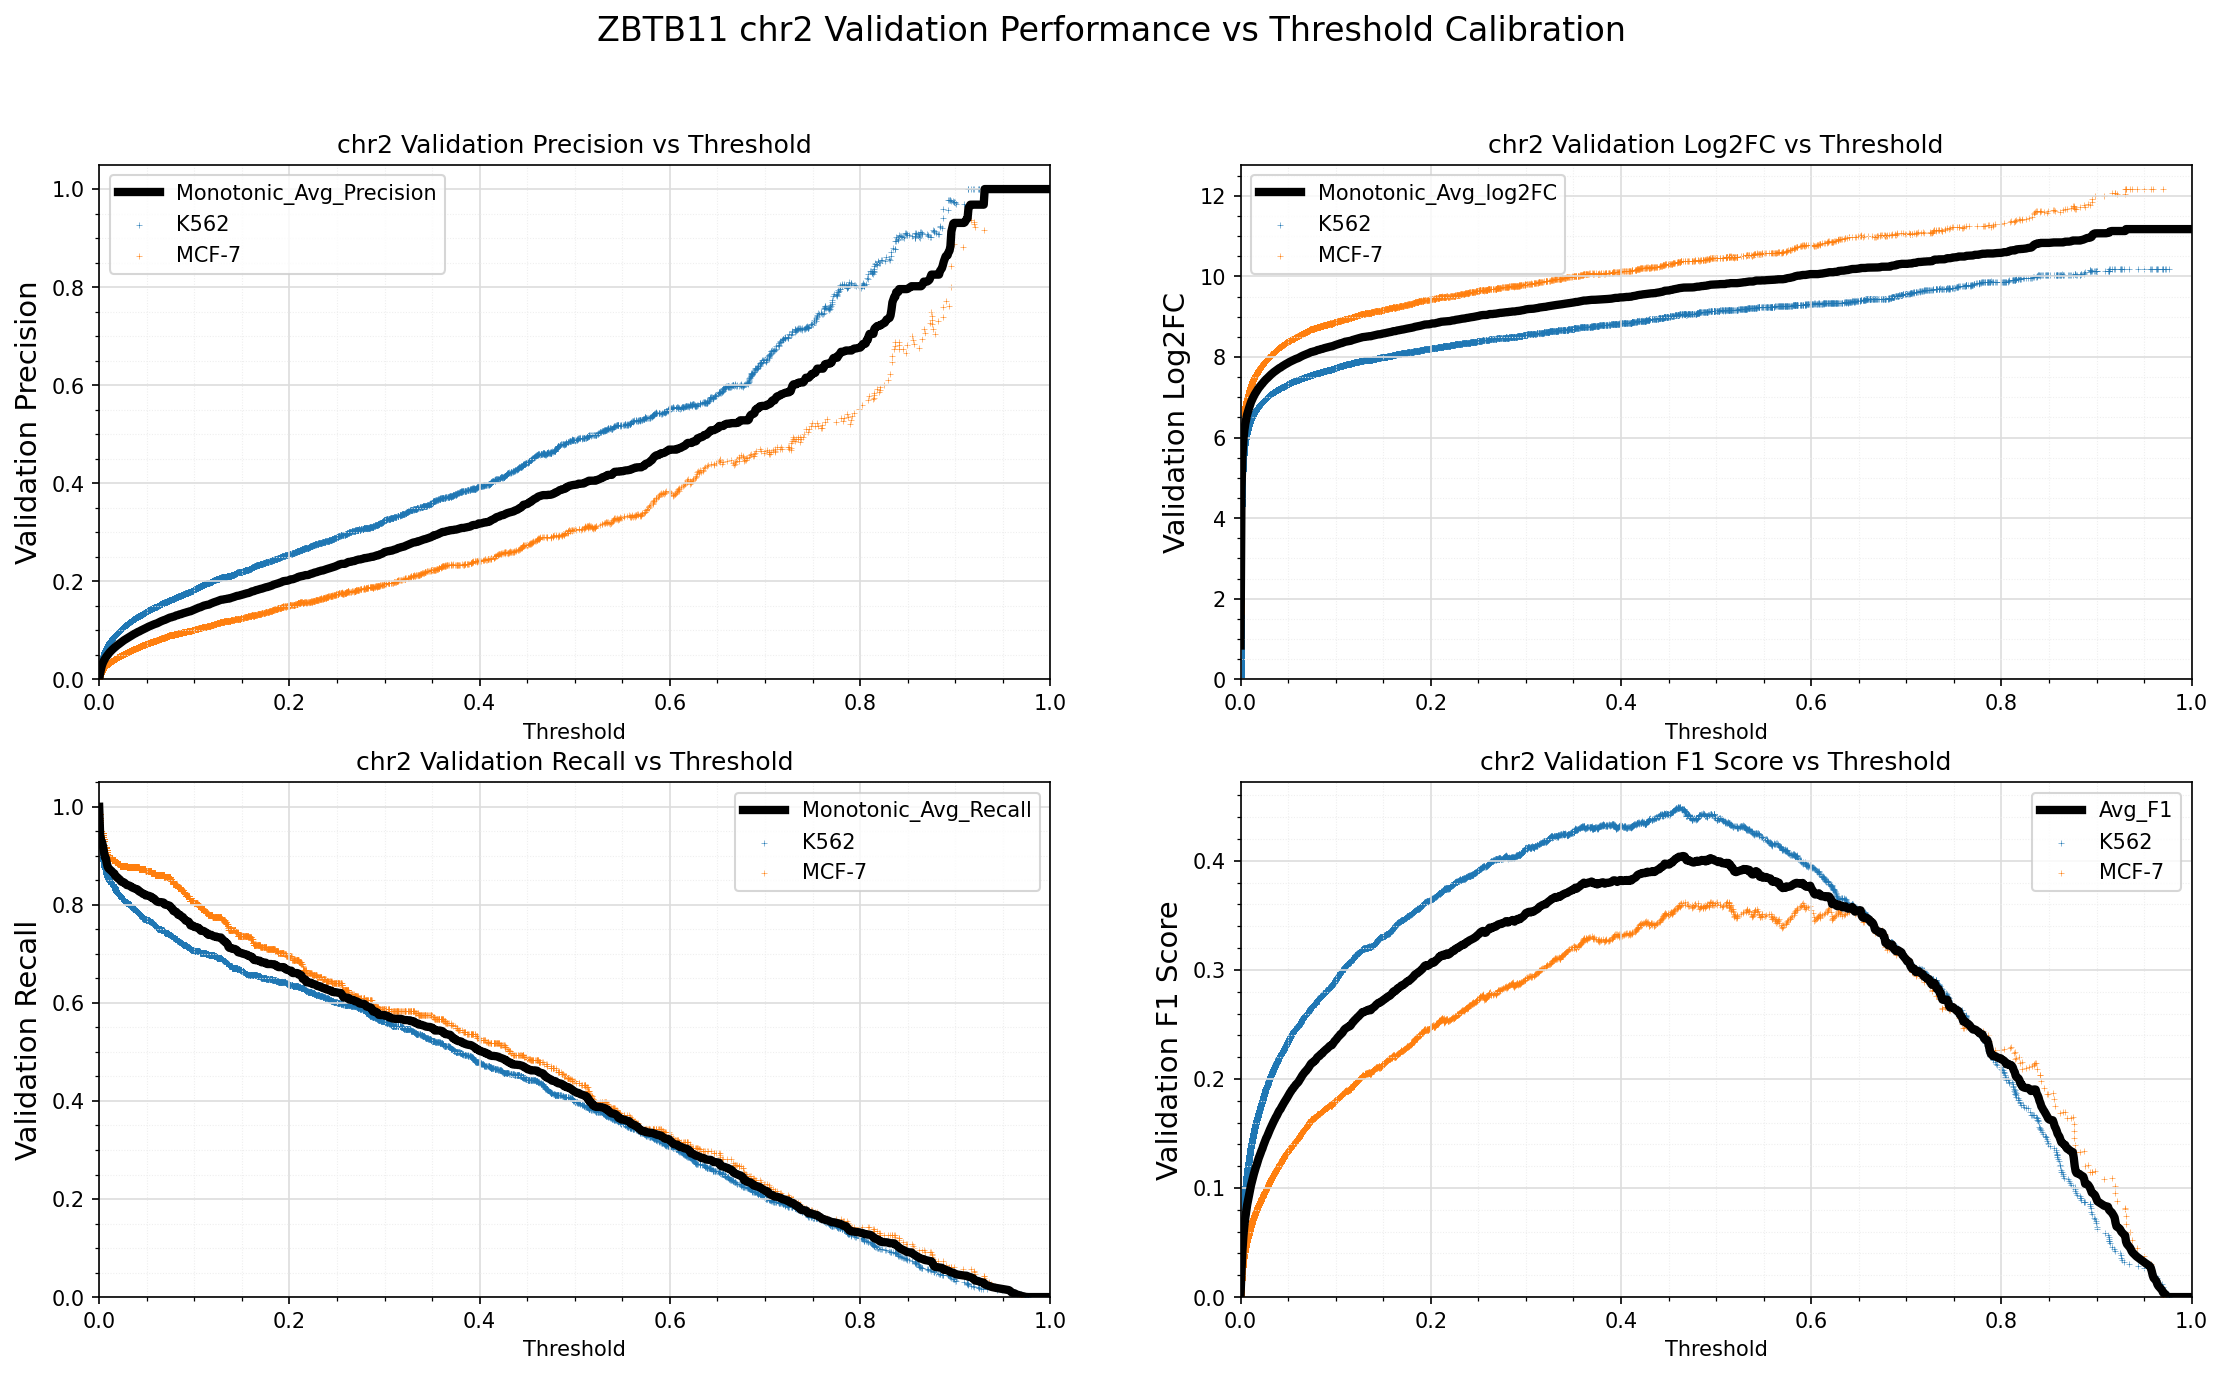 ZBTB11 chr2 Validation Performance vs Threshold Calibration
chr2 Validation Precision vs Threshold
Validation Precision
1.0
0.8
0.6
0.4
0.2
0.0
Monotonic_Avg_Precision
K562
MCF-7
0.0 0.2 0.4 0.6 0.8 1.0
Threshold
chr2 Validation Log2FC vs Threshold
Validation Log2FC
12
10
8
6
4
2
0
Monotonic_Avg_log2FC
K562
MCF-7
0.0 0.2 0.4 0.6 0.8 1.0
Threshold
chr2 Validation Recall vs Threshold
Validation Recall
1.0
0.8
0.6
0.4
0.2
0.0
Monotonic_Avg_Recall
K562
MCF-7
0.0 0.2 0.4 0.6 0.8 1.0
Threshold
chr2 Validation F1 Score vs Threshold
Validation F1 Score
0.4
0.3
0.2
0.1
0.0
Avg_F1
K562
MCF-7
0.0 0.2 0.4 0.6 0.8 1.0
Threshold